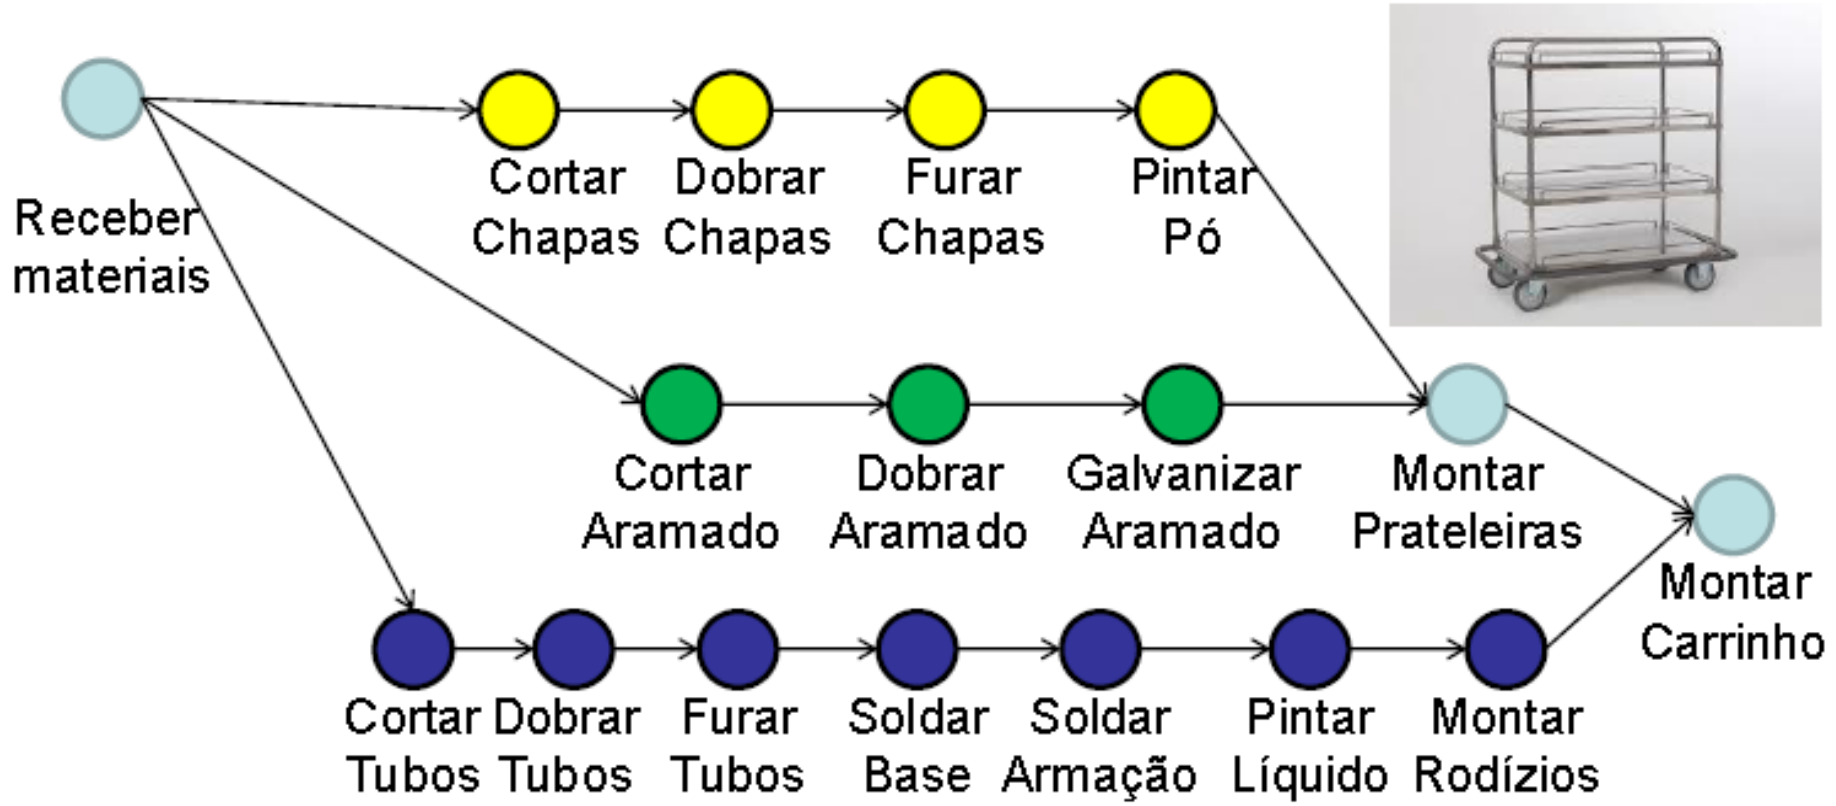 Receber
materiais
Cortar
Chapas
Dobrar
Chapas
Furar
Chapas
Pintar
Pó
Cortar
Aramado
Dobrar
Aramado
Galvanizar
Aramado
Montar
Prateleiras
Montar
Carrinho
Cortar
Tubos
Dobrar
Tubos
Furar
Tubos
Soldar
Base
Soldar
Armação
Pintar
Líquido
Montar
Rodízios